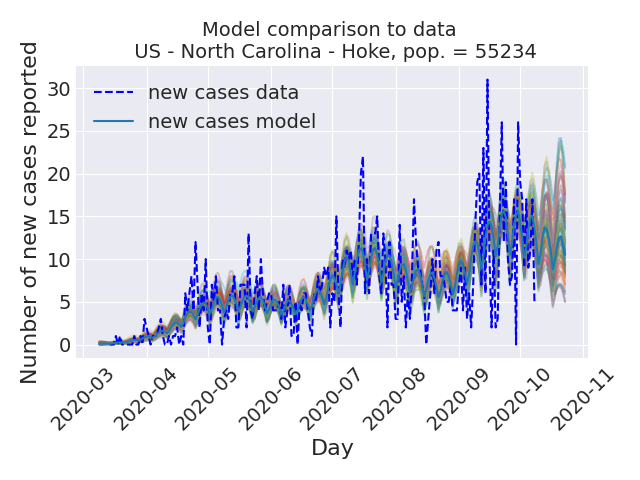 Model comparison to data
US - North Carolina - Hoke, pop. = 55234
Number of new cases reported
30
25
20
15
10
5
0
new cases data
new cases model
2020-03
2020-04
2020-05
2020-06
2020-07
2020-08
2020-09
2020-10
2020-11
Day